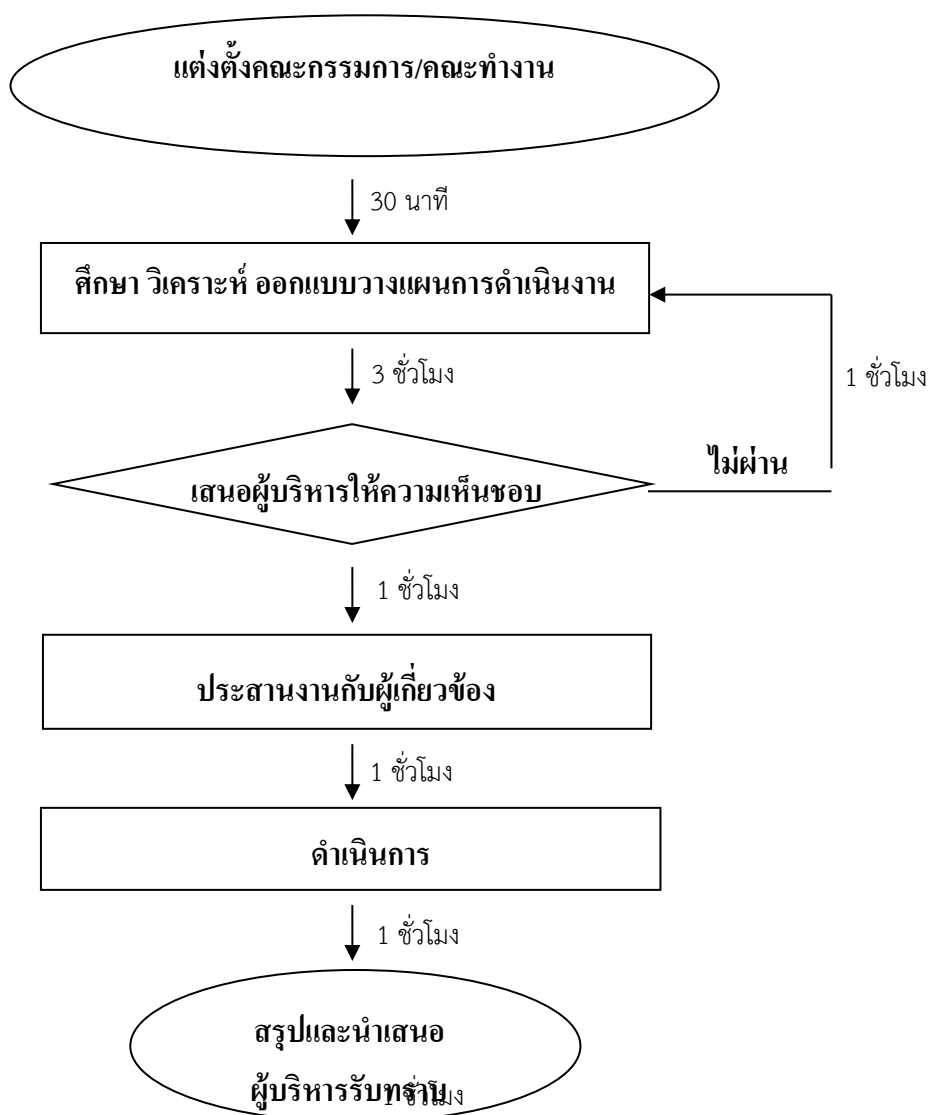 แต่งตั้งคณะกรรมการ/คณะทำงาน
30 นาที
ศึกษา วิเคราะห์ ออกแบบวางแผนการดำเนินงาน
3 ชั่วโมง
1 ชั่วโมง
ไม่ผ่าน
เสนอผู้บริหารให้ความเห็นชอบ
1 ชั่วโมง
ประสานงานกับผู้เกี่ยวข้อง
1 ชั่วโมง
ดำเนินการ
1 ชั่วโมง
สรุปและนำเสนอ
ผู้บริหารรับทราบ
1 ชั่วโมง